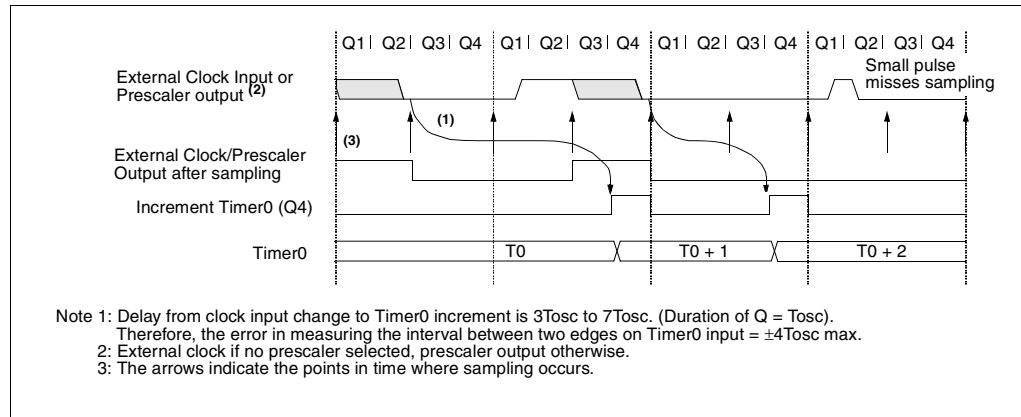 Q1 | Q2 | Q3 | Q4 Q1 | Q2 | Q3 | Q4 Q1 | Q2 | Q3 | Q4 Q1 | Q2 | Q3 | Q4
External Clock Input or
Prescaler output (2)
Small pulse
misses sampling
(1)
(3)
External Clock/Prescaler
Output after sampling
Increment Timer0 (Q4)
Timer0
T0 T0 + 1 T0 + 2
Note 1: Delay from clock input change to Timer0 increment is 3Tosc to 7Tosc. (Duration of Q = Tosc).
Therefore, the error in measuring the interval between two edges on Timer0 input = ±4Tosc max.
2: External clock if no prescaler selected, prescaler output otherwise.
3: The arrows indicate the points in time where sampling occurs.